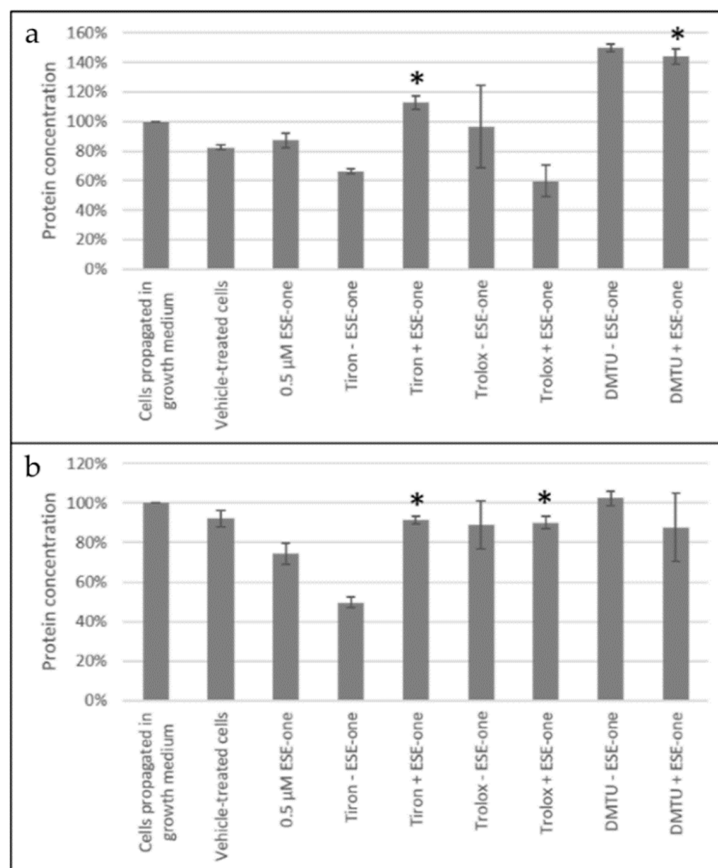 a
160%
140%
120%
100%
80%
60%
40%
20%
0%
Protein concentration
*
*
Cells propagated in
growth medium
Vehicle-treated cells
0.5 µM ESE-one
Tiron - ESE-one
Tiron + ESE-one
Trolox - ESE-one
Trolox + ESE-one
DMTU - ESE-one
DMTU + ESE-one
b
120%
100%
80%
60%
40%
20%
0%
Protein concentration
*
*
Cells propagated in
growth medium
Vehicle-treated cells
0.5 µM ESE-one
Tiron - ESE-one
Tiron + ESE-one
Trolox - ESE-one
Trolox + ESE-one
DMTU - ESE-one
DMTU + ESE-one